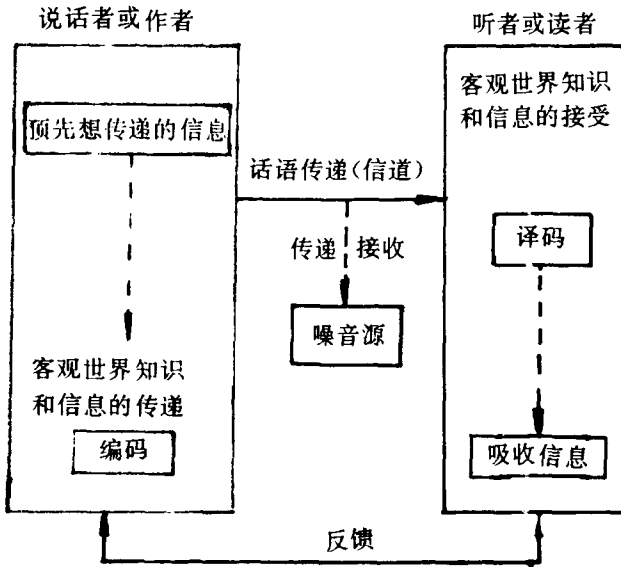 说话者或作者
听者或读者
预先想传递的信息
客观世界知识
和信息的传递
编码
话语传递(信道)
传递 接收
噪音源
客观世界知识
和信息的接受
译码
吸收信息
反馈